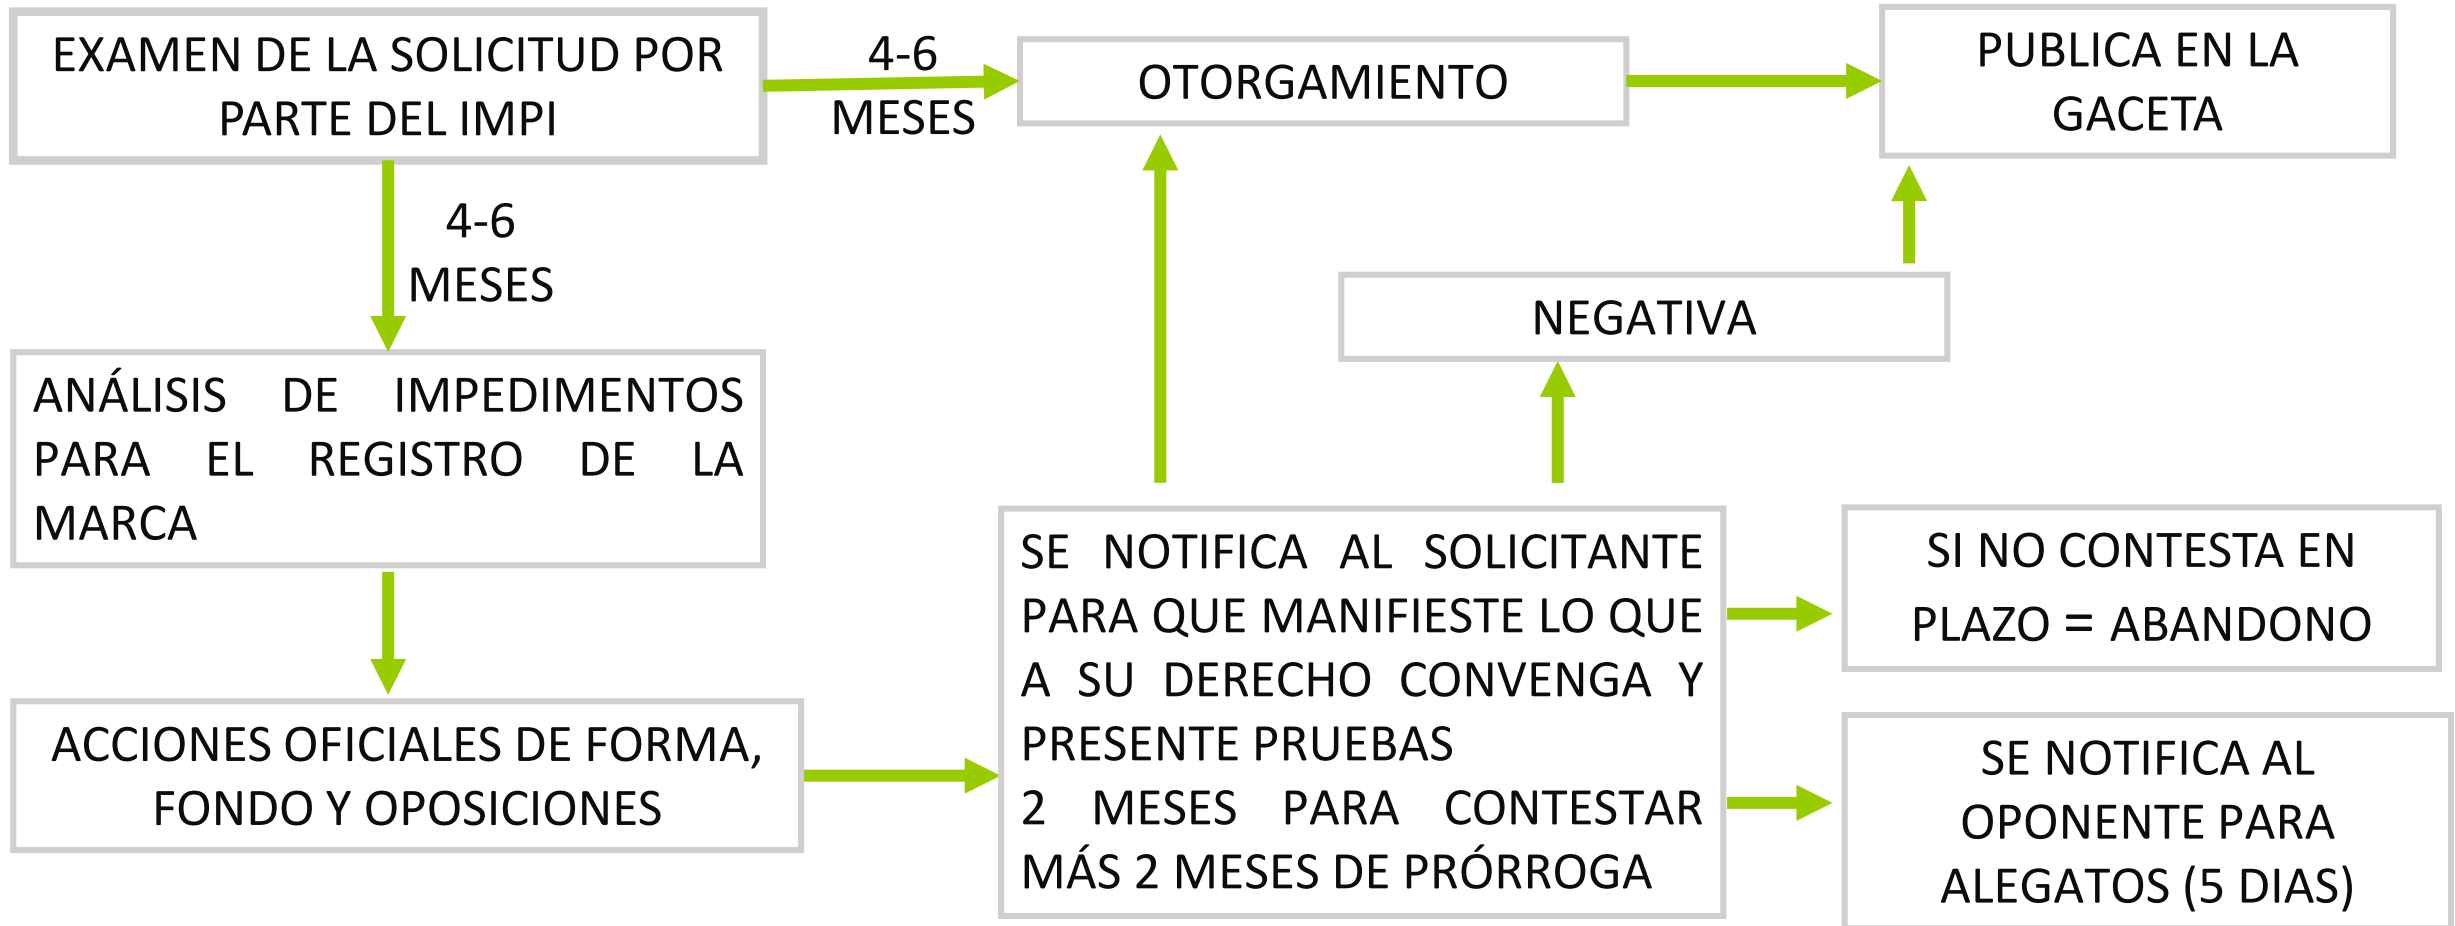 EXAMEN DE LA SOLICITUD POR
PARTE DEL IMPI
4-6
MESES
OTORGAMIENTO
PUBLICA EN LA
GACETA
4-6
MESES
NEGATIVA
ANÁLISIS DE IMPEDIMENTOS
PARA EL REGISTRO DE LA
MARCA
ACCIONES OFICIALES DE FORMA,
FONDO Y OPOSICIONES
SE NOTIFICA AL SOLICITANTE
PARA QUE MANIFIESTE LO QUE
A SU DERECHO CONVENGA Y
PRESENTE PRUEBAS
2 MESES PARA CONTESTAR
MÁS 2 MESES DE PRÓRROGA
SI NO CONTESTA EN
PLAZO = ABANDONO
SE NOTIFICA AL
OPONENTE PARA
ALEGATOS (5 DIAS)